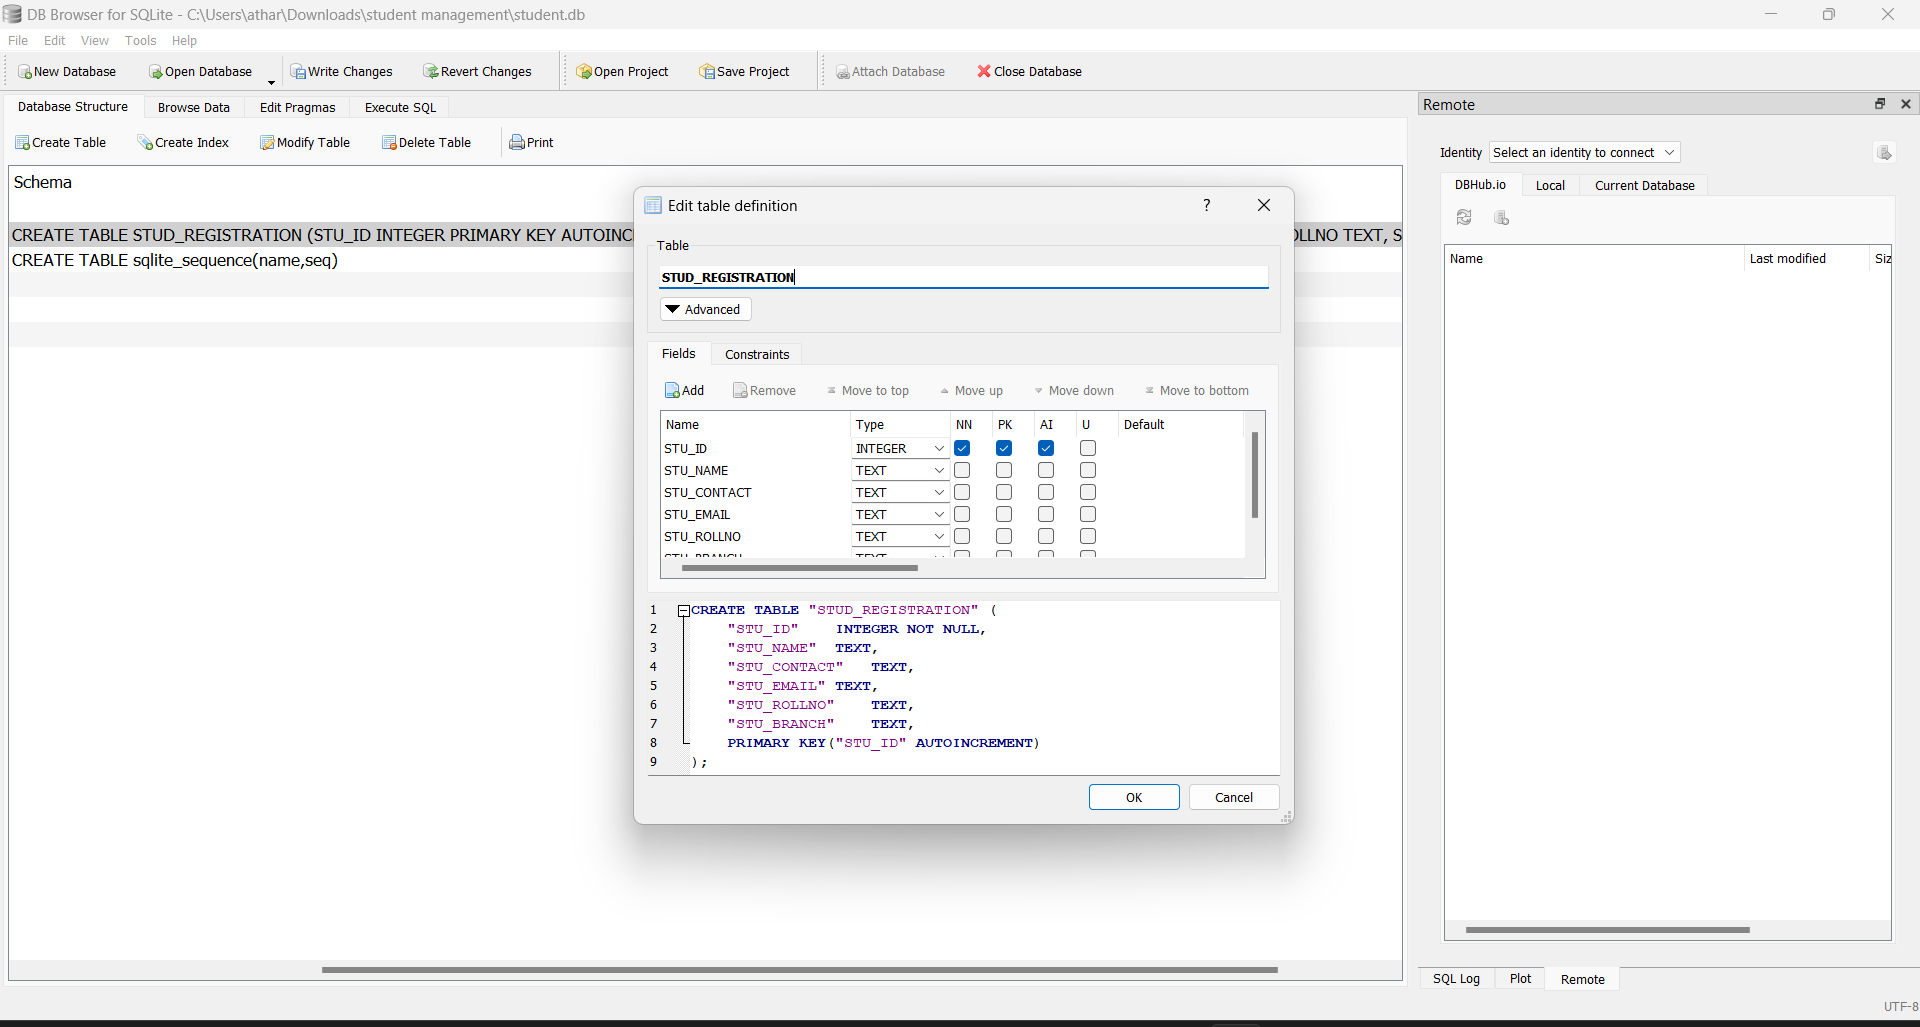 DB Browser for SQLite - C:\Users\athar\Downloads\student management\student.db
File Edit View Tools Help
New Database Open Database Write Changes Revert Changes Open Project Save Project Attach Database Close Database
Database Structure Browse Data Edit Pragmas Execute SQL
Create Table Create Index Modify Table Delete Table Print
Schema
CREATE TABLE STUD_REGISTRATION (STU_ID INTEGER PRIMARY KEY AUTOINC
OLLNO TEXT, S
CREATE TABLE sqlite_sequence(name,seq)
Edit table definition
?
Table
STUD_REGISTRATION
Advanced
Fields Constraints
Add Remove Move to top Move up Move down Move to bottom
Name Type NN PK AI U Default
STU_ID INTEGER
STU_NAME TEXT
STU_CONTACT TEXT
STU_EMAIL TEXT
STU_ROLLNO TEXT
STU_BRANCH TEXT
1 CREATE TABLE "STUD_REGISTRATION" (
2 "STU_ID" INTEGER NOT NULL,
3 "STU_NAME" TEXT,
4 "STU_CONTACT" TEXT,
5 "STU_EMAIL" TEXT,
6 "STU_ROLLNO" TEXT,
7 "STU_BRANCH" TEXT,
8 PRIMARY KEY("STU_ID" AUTOINCREMENT)
9 );
OK Cancel
Remote
Identity Select an identity to connect
DBHub.io Local Current Database
Name Last modified Siz
SQL Log Plot Remote
UTF-8